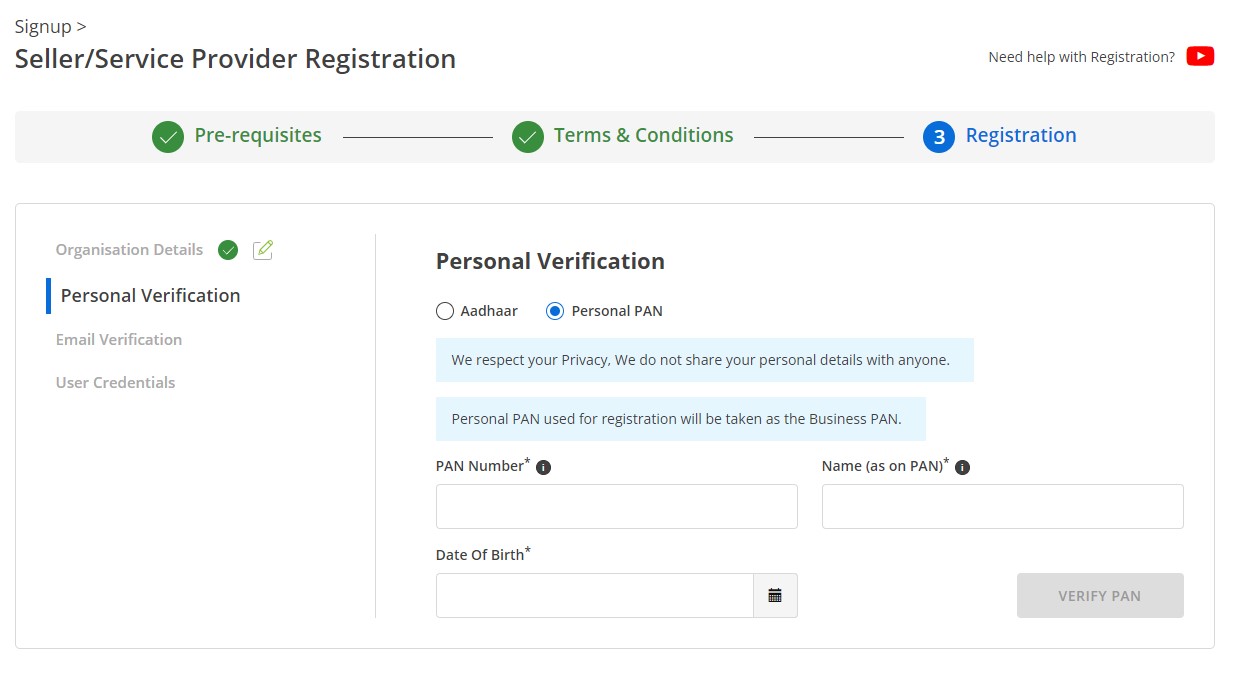 Signup >
Seller/Service Provider Registration
Need help with Registration?
Pre-requisites
Terms & Conditions
3 Registration
Organisation Details
Personal Verification
Email Verification
User Credentials
Personal Verification
Aadhaar Personal PAN
We respect your Privacy, We do not share your personal details with anyone.
Personal PAN used for registration will be taken as the Business PAN.
PAN Number* i Name (as on PAN)* i
Date Of Birth*
VERIFY PAN